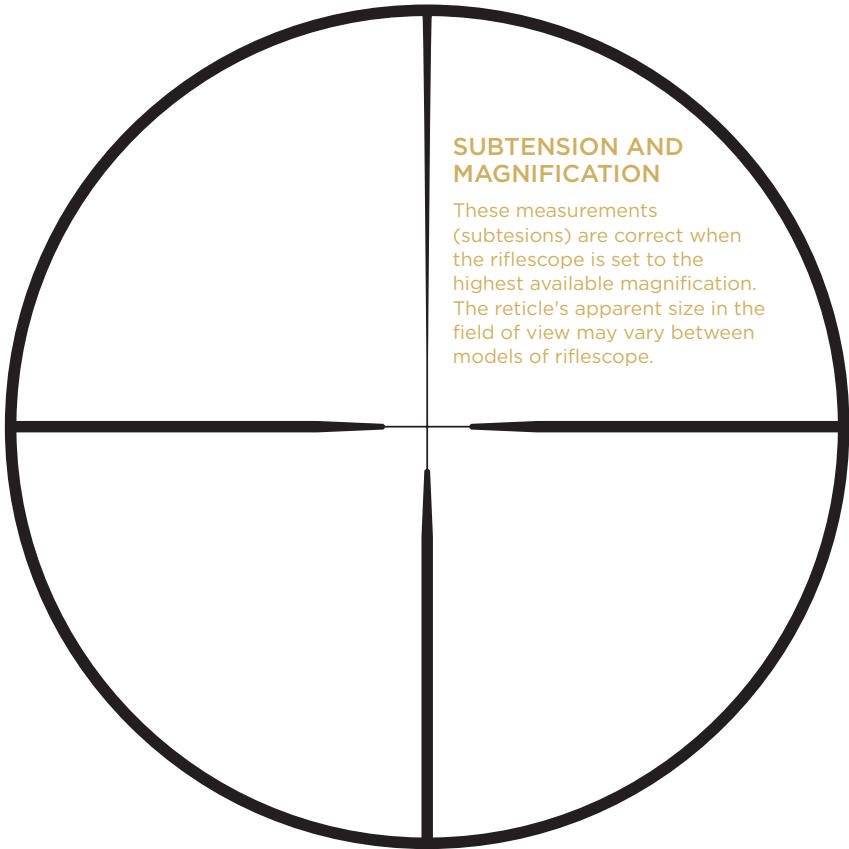 SUBTENSION AND
MAGNIFICATION
These measurements
(subtesions) are correct when
the riflescope is set to the
highest available magnification.
The reticle's apparent size in the
field of view may vary between
models of riflescope.